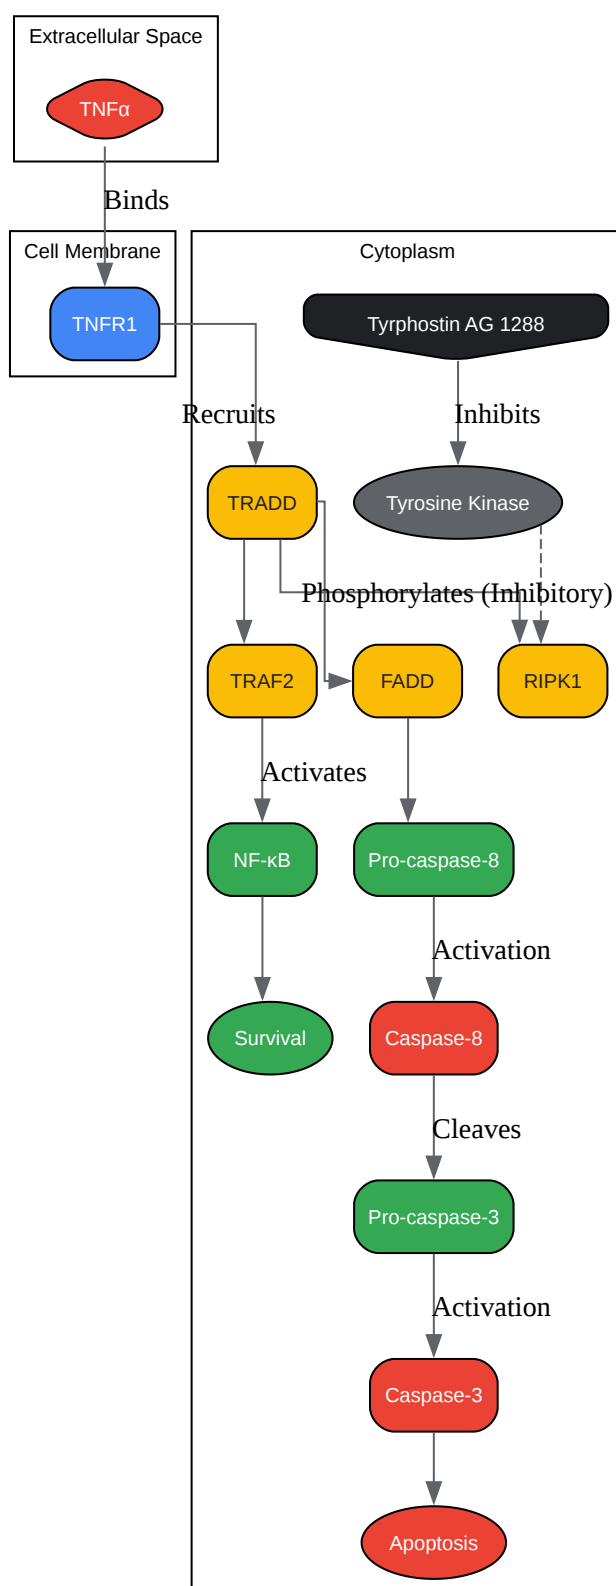 Extracellular Space
TNFα
Binds
Cell Membrane
Cytoplasm
TNFR1
Tyrphostin AG 1288
Recruits
Inhibits
TRADD
Tyrosine Kinase
Phosphorylates (Inhibitory)
TRAF2
FADD
RIPK1
Activates
NF-κB
Pro-caspase-8
Activation
Survival
Caspase-8
Cleaves
Pro-caspase-3
Activation
Caspase-3
Apoptosis